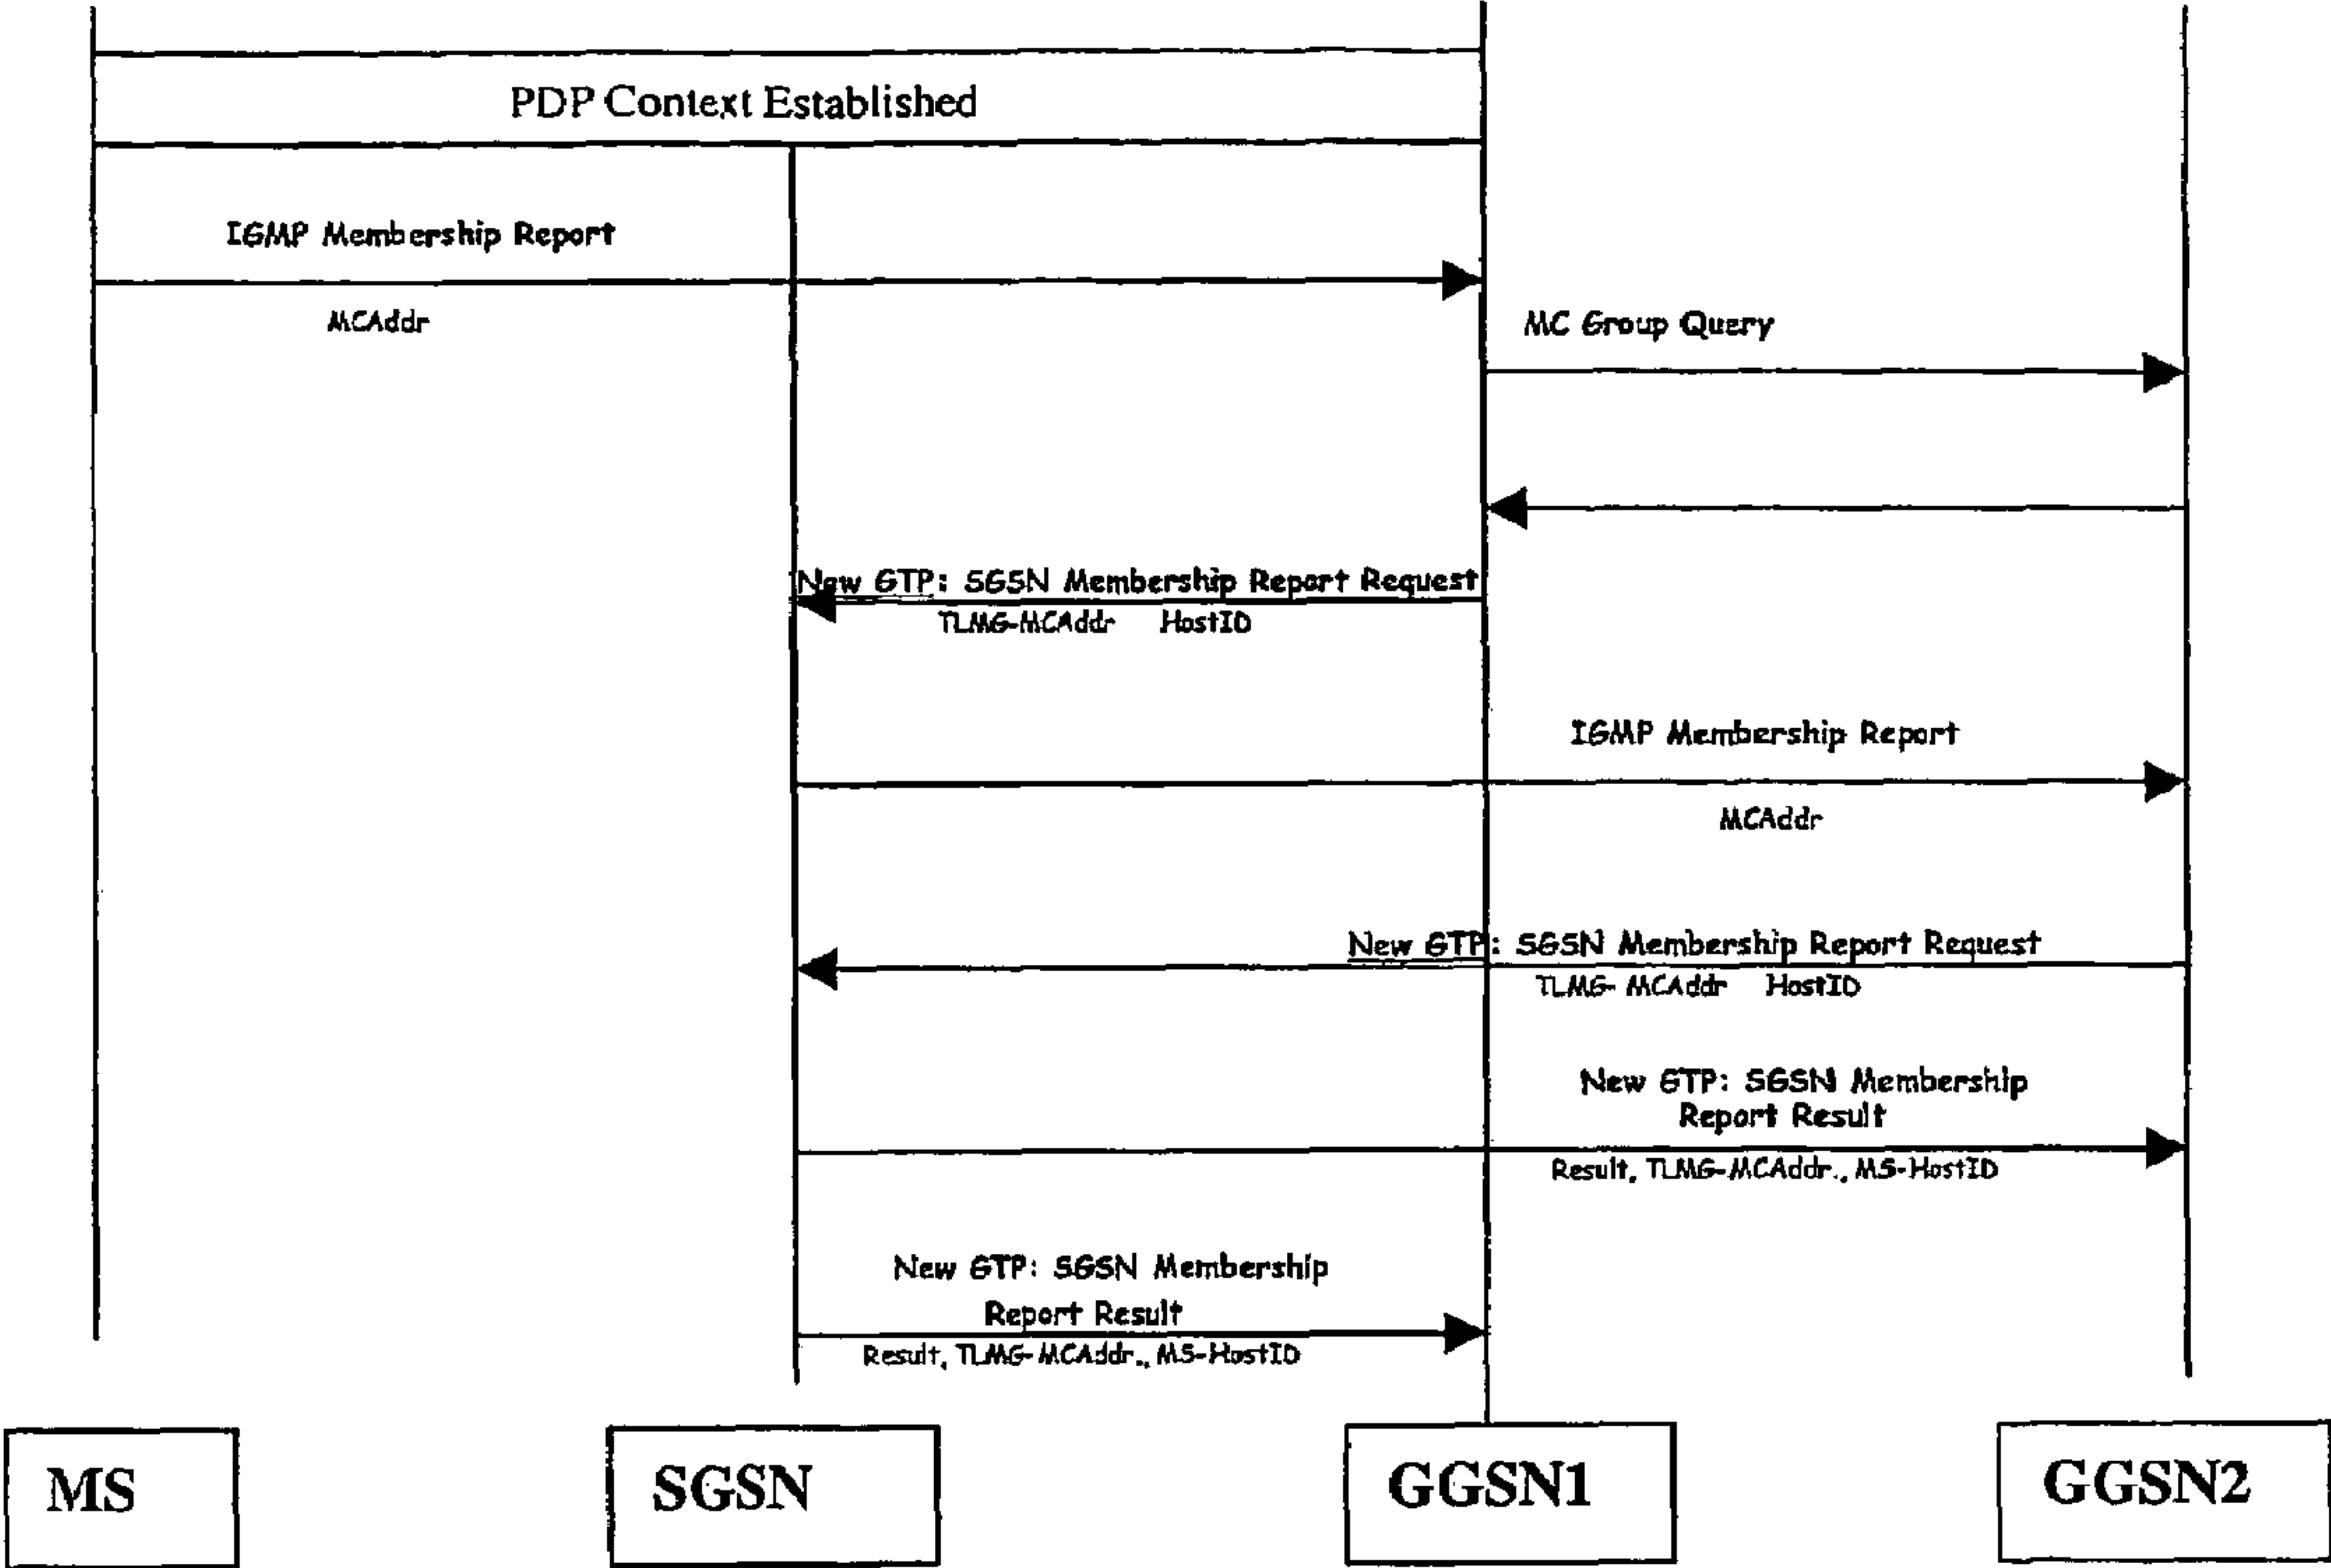 PDP Context Established
IGMP Membership Report
MCAddr
MC Group Query
New GTP: SGSN Membership Report Request
TLMG-MCAddr HostID
IGMP Membership Report
MCAddr
New GTP: SGSN Membership Report Request
TLMG- MCAddr HostID
New GTP: SGSN Membership
Report Result
Result, TLMG-MCAddr., MS-HostID
New GTP: SGSN Membership
Report Result
Result, TLMG-MCAddr., MS-HostID
MS
SGSN
GGSN1
GGSN2